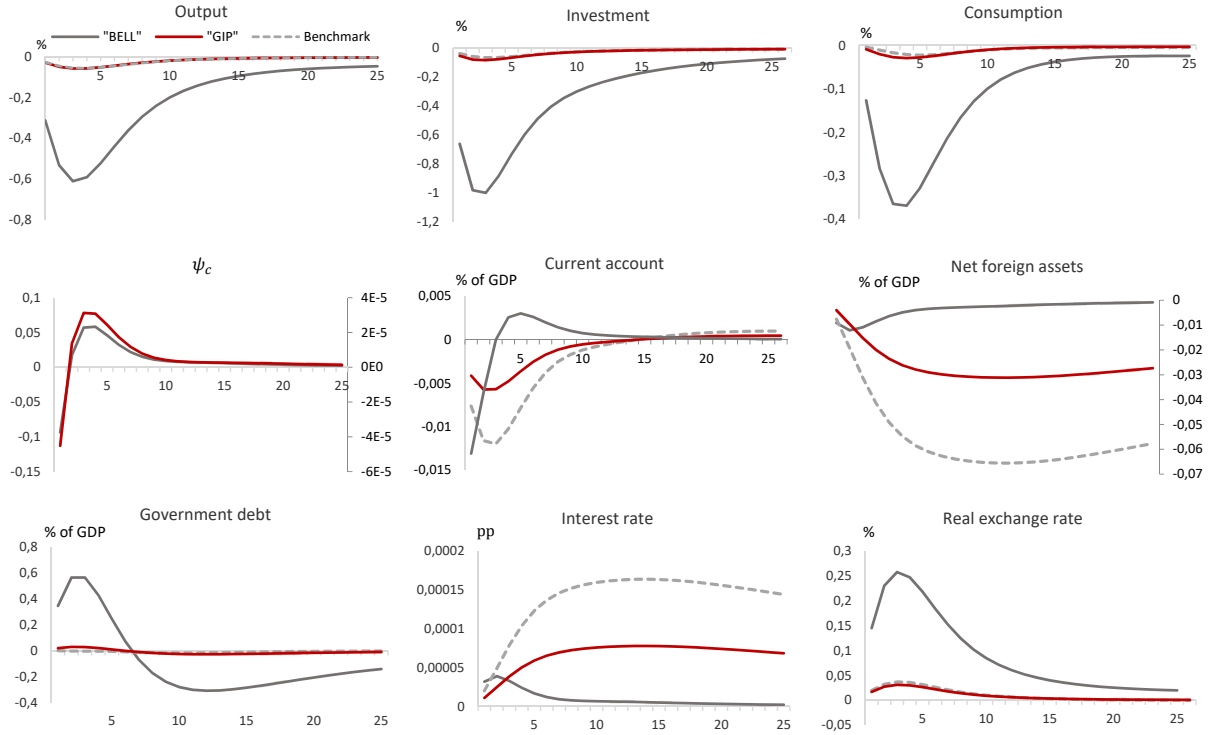 Output
Investment
Consumption
% "BELL" "GIP" Benchmark
%
%
0
-0,2
-0,4
-0,6
-0,8
5 10 15 20 25
0
-0,2
-0,4
-0,6
-0,8
-1
-1,2
5 10 15 20 25
0
-0,1
-0,2
-0,3
-0,4
5 10 15 20 25
ψc
Current account
Net foreign assets
% of GDP
% of GDP
0,1
0,05
0
-0,05
-0,1
-0,15
5 10 15 20 25
4E-5
2E-5
0E0
-2E-5
-4E-5
-6E-5
0,005
0
-0,005
-0,01
-0,015
5 10 15 20 25
0
-0,01
-0,02
-0,03
-0,04
-0,05
-0,06
-0,07
Government debt
Interest rate
Real exchange rate
% of GDP
pp
%
0,8
0,6
0,4
0,2
0
-0,2
-0,4
5 10 15 20 25
0,0002
0,00015
0,0001
0,00005
0
5 10 15 20 25
0,3
0,25
0,2
0,15
0,1
0,05
0
-0,05
5 10 15 20 25